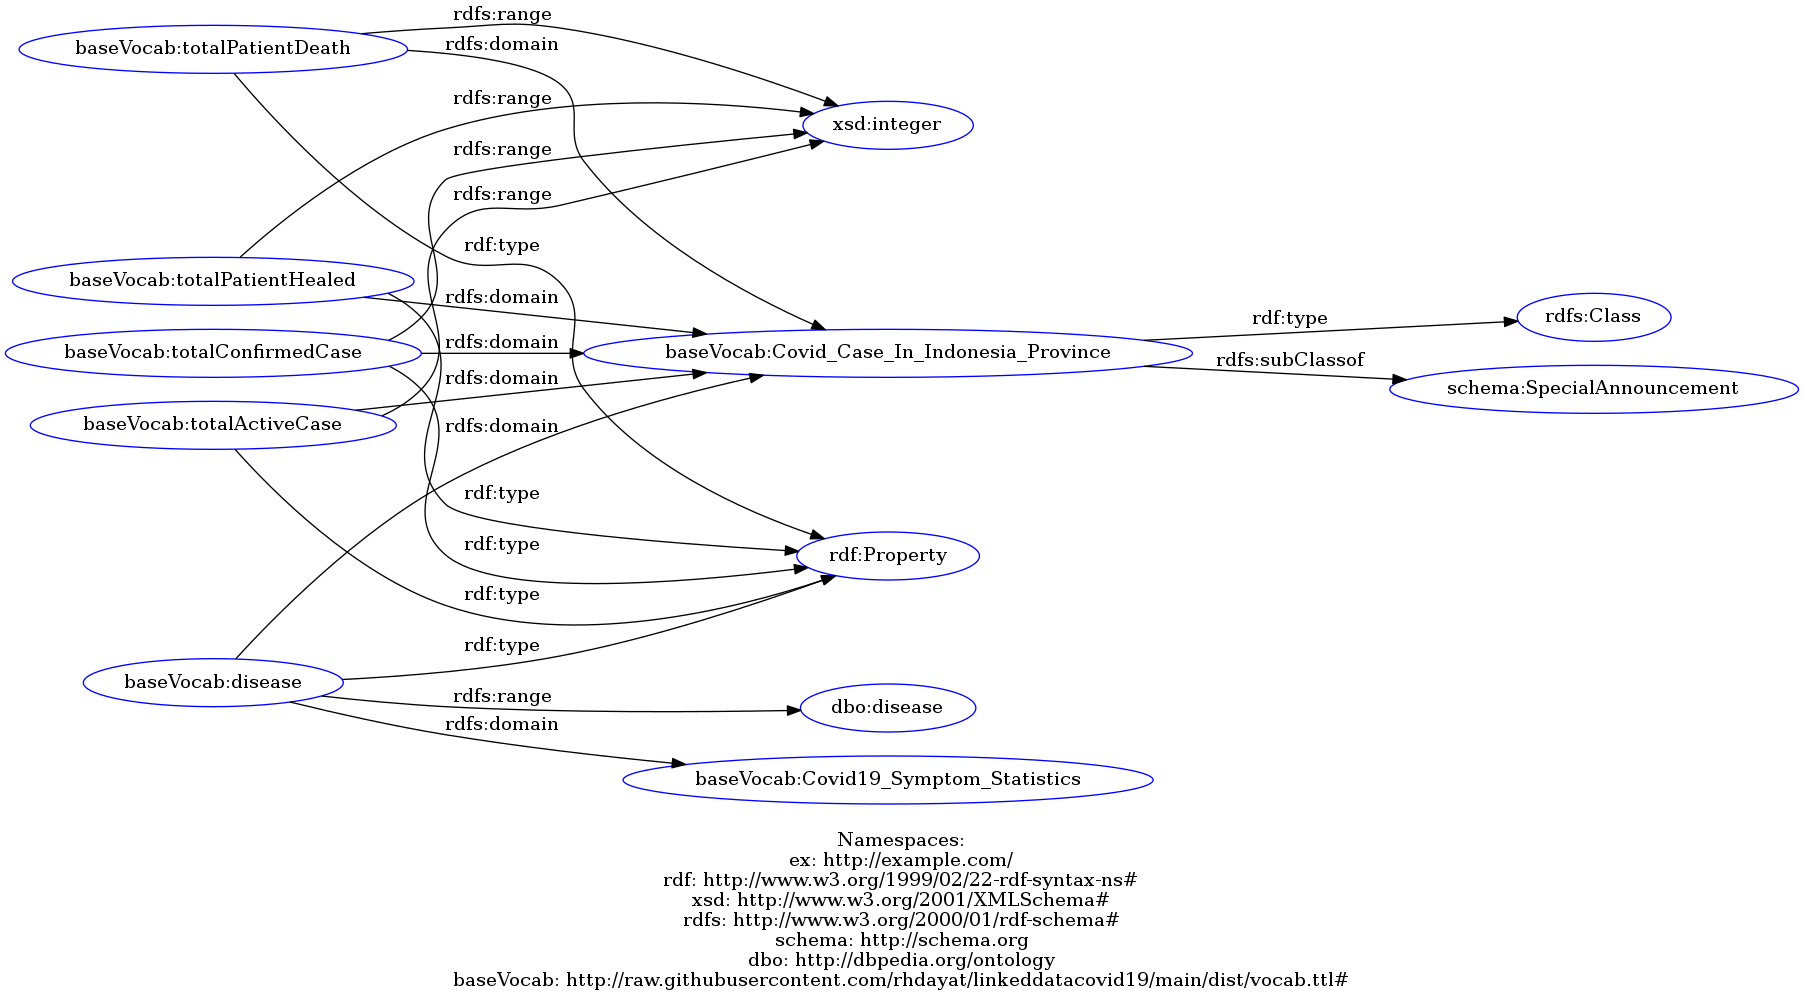 rdfs:range
baseVocab:totalPatientDeath
rdfs:domain
rdfs:range
xsd:integer
rdfs:range
rdfs:range
rdf:type
baseVocab:totalPatientHealed
rdfs:domain
rdf:type
rdfs:Class
rdfs:domain
baseVocab:totalConfirmedCase
baseVocab:Covid_Case_In_Indonesia_Province
rdfs:subClassof
rdfs:domain
schema:SpecialAnnouncement
baseVocab:totalActiveCase
rdfs:domain
rdf:type
rdf:type
rdf:Property
rdf:type
rdf:type
baseVocab:disease
rdfs:range
dbo:disease
rdfs:domain
baseVocab:Covid19_Symptom_Statistics
Namespaces:
ex: http://example.com/
rdf: http://www.w3.org/1999/02/22-rdf-syntax-ns#
xsd: http://www.w3.org/2001/XMLSchema#
rdfs: http://www.w3.org/2000/01/rdf-schema#
schema: http://schema.org
dbo: http://dbpedia.org/ontology
baseVocab: http://raw.githubusercontent.com/rhdayat/linkeddatacovid19/main/dist/vocab.ttl#